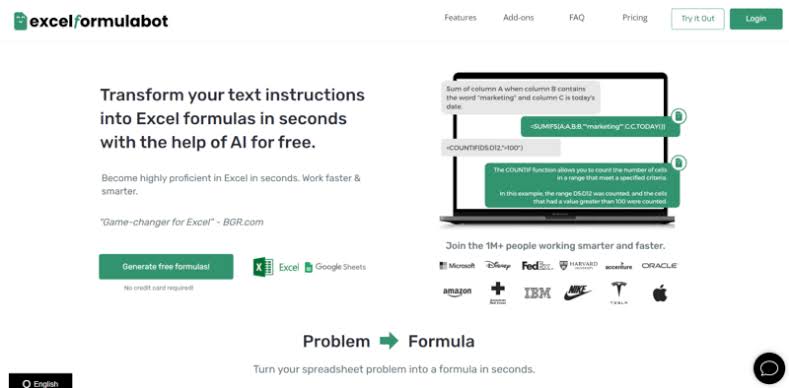 excelformulabot
Features
Add-ons
FAQ
Pricing
Try It Out
Login
Transform your text instructions
into Excel formulas in seconds
with the help of AI for free.
Become highly proficient in Excel in seconds. Work faster &
smarter.
"Game-changer for Excel" - BGR.com
Generate free formulas!
Excel
Google Sheets
No credit card required!
Sum of column A when column B contains
the word "marketing" and column C is today's
date.
=SUMIFS(A:A,B:B,"*marketing*",C:C,TODAY())
=COUNTIF(D5:D12,">100")
The COUNTIF function allows you to count the number of cells
in a range that meet a specified criteria.
In this example, the range D5:D12 was counted, and the cells
that had a value greater than 100 were counted.
Join the 1M+ people working smarter and faster.
Microsoft
Disney
FedEx
HARVARD
UNIVERSITY
accenture
ORACLE
amazon
American
Red Cross
IBM
NIKE
TESLA
Problem
Formula
Turn your spreadsheet problem into a formula in seconds.
English